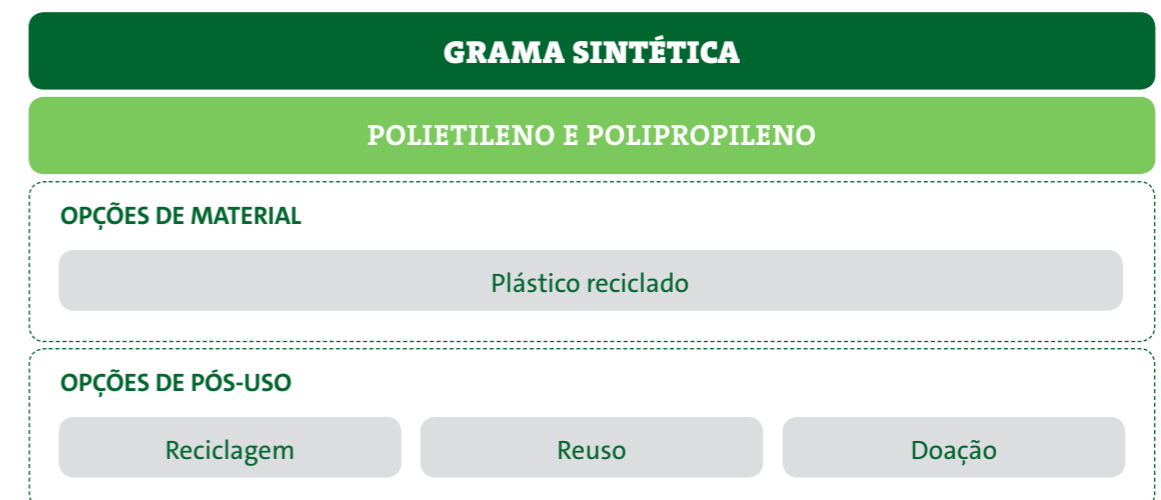 GRAMA SINTÉTICA
POLIETILENO E POLIPROPILENO
OPÇÕES DE MATERIAL
Plástico reciclado
OPÇÕES DE PÓS-USO
Reciclagem
Reuso
Doação